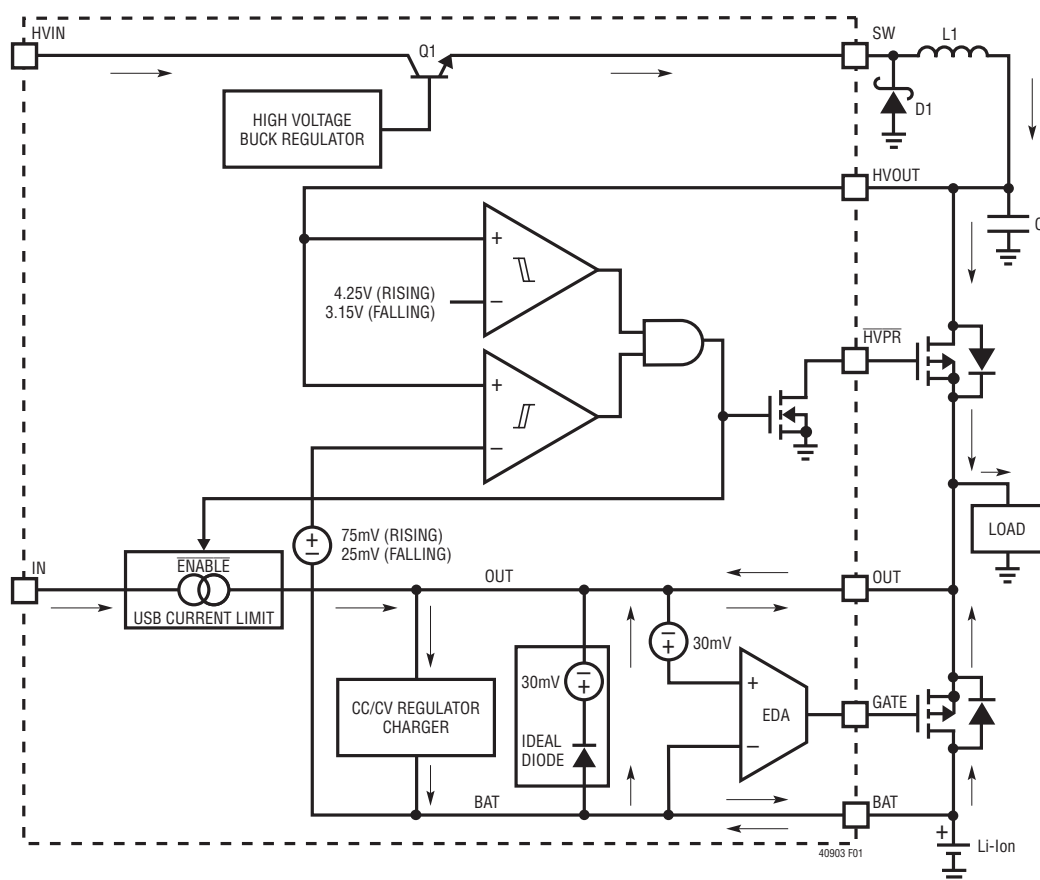 HVIN
SW
L1
Q1
HIGH VOLTAGE
BUCK REGULATOR
D1
HVOUT
C
+
4.25V (RISING)
3.15V (FALLING)
–
HVPR
+
–
75mV (RISING)
25mV (FALLING)
+
–
LOAD
IN
ENABLE
OUT
OUT
USB CURRENT LIMIT
–
+
30mV
30mV
–
+
+
CC/CV REGULATOR
CHARGER
EDA
GATE
IDEAL
DIODE
–
BAT
BAT
+
Li-Ion
40903 F01